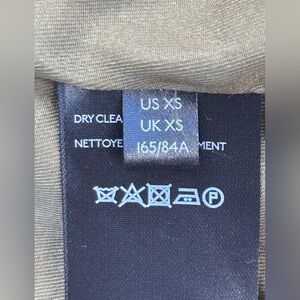 US XS
UK XS
165/84A
DRY CLEA
NETTOYE MENT
P